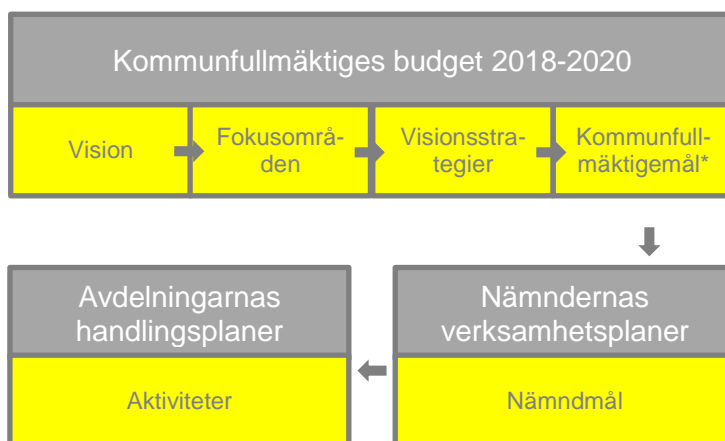 Kommunfullmäktiges budget 2018-2020
Vision
Fokusområ-
den
Visionsstra-
tegier
Kommunfull-
mäktigemål*
Avdelningarnas
handlingsplaner
Aktiviteter
Nämndernas
verksamhetsplaner
Nämndmål